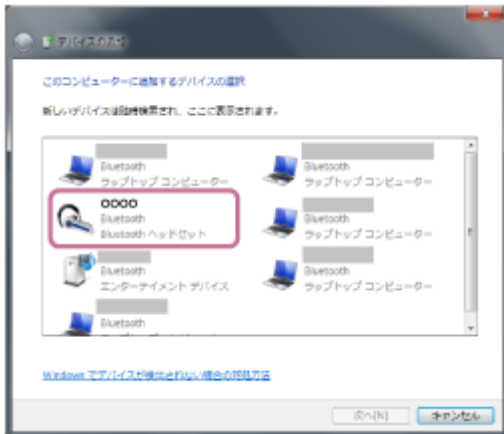 デバイスの追加
このコンピューターに追加するデバイスの選択
新しいデバイスは随時検索され、ここに表示されます。
Bluetooth
ラップトップ コンピューター
Bluetooth
ラップトップ コンピューター
OOOO
Bluetooth
Bluetooth ヘッドセット
Bluetooth
ラップトップ コンピューター
Bluetooth
エンターテイメント デバイス
Bluetooth
ラップトップ コンピューター
Bluetooth
Windows でデバイスが検出されない場合の対処方法
次へ(N)
キャンセル